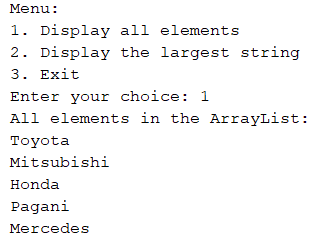 Menu:
1. Display all elements
2. Display the largest string
3. Exit
Enter your choice: 1
All elements in the ArrayList:
Toyota
Mitsubishi
Honda
Pagani
Mercedes